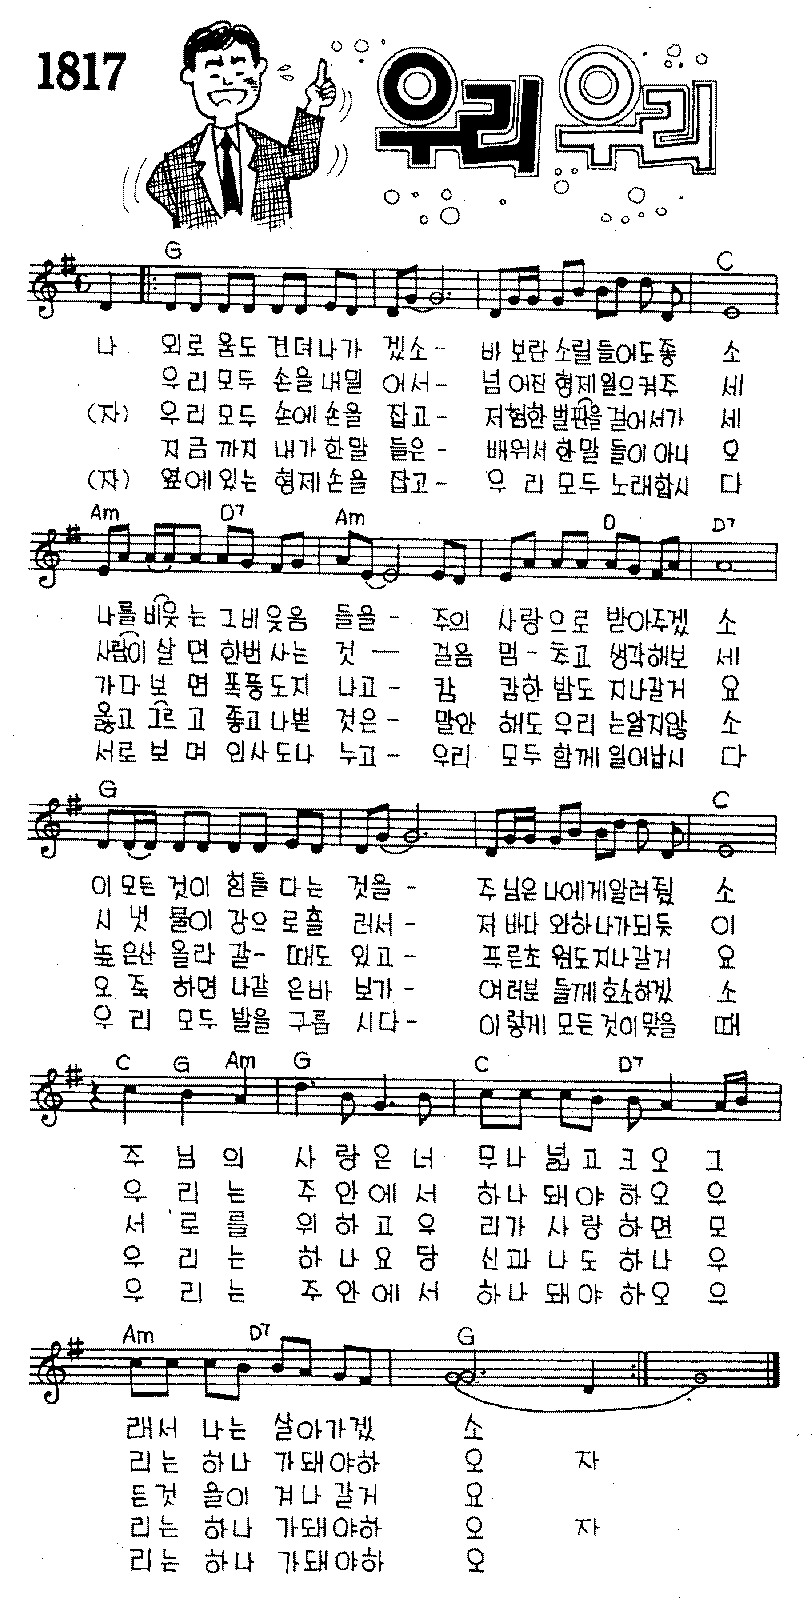 1817
우리 우리
G C
나 외로 움도 견뎌나가 겠소- 바 보란 소릴 들어도좋 소
우리 모두 손을 내밀 어서- 넘 어진 형제 일으켜주 세
(자) 우리 모두 손에 손을 잡고- 저험한 벌판을 걸어서가 세
지금 까지 내가 한말 들은- 배워서 한말 들이 아니 오
(자) 옆에 있는 형제 손을 잡고- 우 리 모두 노래합시 다
Am D7 Am D D7
나를 비웃 는 그비 웃음 들을- 주의 사랑으로 받아주겠 소
사람이 살 면 한번 사는 것- 걸음 멈-추고 생각해보 세
가다 보 면 폭풍 도지 나고- 캄 캄한 밤도 지나갈거 요
옳고 그르 고 좋고 나쁜 것은- 말안 해도 우리 는알지않 소
서로 보 며 인사 도나 누고- 우리 모두 함께 일어납시 다
G C
이 모든 것이 힘들 다는 것을- 주님은 나에게알려줬 소
시 냇 물이 강으 로흘 러서- 저 바다 와하나가되듯 이
높 은산 올라 갈- 때도 있고- 푸른초 원도지나갈거 요
오 죽 하면 나같 은바 보가- 여러분 들께 호소하겠 소
우 리 모두 발을 구릅 시다- 이렇게 모든 것이맞을 때
C G Am G C D7
주 님 의 사 랑 은 너 무 나 넓 고 크 오 그
우 리 는 주 안 에 서 하 나 돼 야 하 오 우
서 로 를 위 하 고 우 리 가 사 랑 하 면 모
우 리 는 하 나 요 당 신 과 나 도 하 나 우
우 리 는 주 안 에 서 하 나 돼 야 하 오 우
Am D7 G
래서 나는 살아가겠 소
리는 하나 가돼야하 오 자
든것 을이 겨나 갈거 요
리는 하나 가돼야하 오 자
리는 하나 가돼야하 오